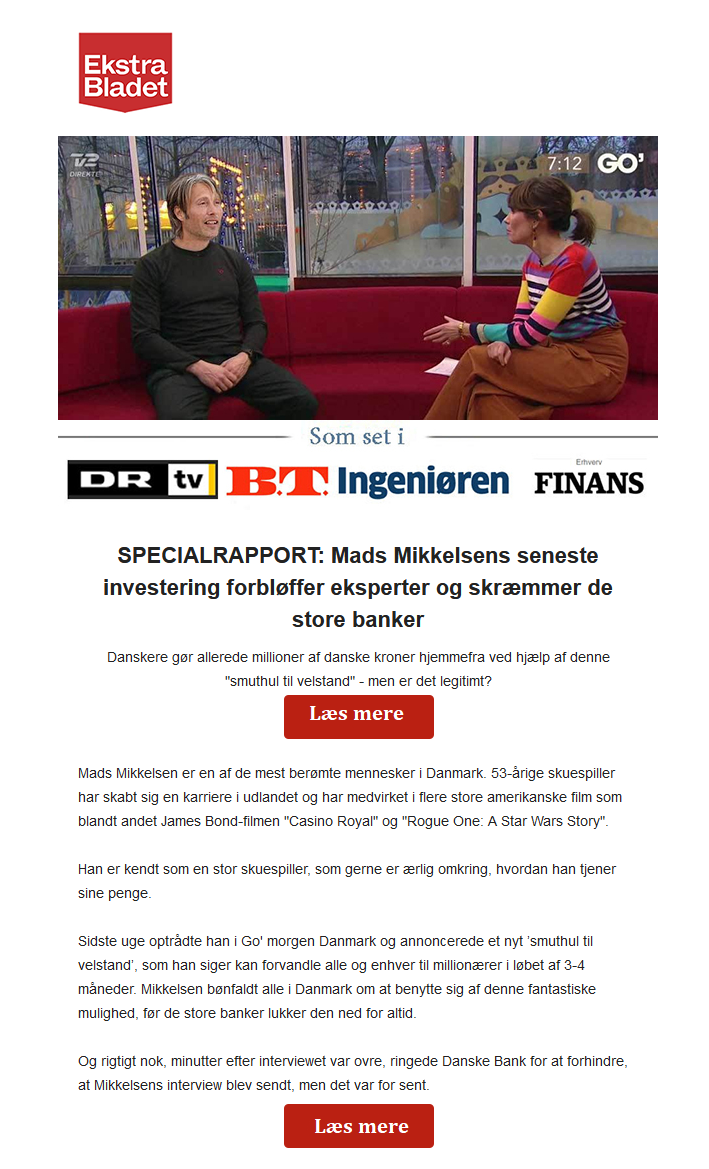 Ekstra
Bladet
TV2
DIREKTE
7:12 GO'
Som set i
DR tv B.T. Ingeniøren Erhverv FINANS
SPECIALRAPPORT: Mads Mikkelsens seneste
investering forbløffer eksperter og skræmmer de
store banker
Danskere gør allerede millioner af danske kroner hjemmefra ved hjælp af denne
"smuthul til velstand" - men er det legitimt?
Læs mere
Mads Mikkelsen er en af de mest berømte mennesker i Danmark. 53-årige skuespiller
har skabt sig en karriere i udlandet og har medvirket i flere store amerikanske film som
blandt andet James Bond-filmen "Casino Royal" og "Rogue One: A Star Wars Story".
Han er kendt som en stor skuespiller, som gerne er ærlig omkring, hvordan han tjener
sine penge.
Sidste uge optrådte han i Go' morgen Danmark og annoncerede et nyt ’smuthul til
velstand’, som han siger kan forvandle alle og enhver til millionærer i løbet af 3-4
måneder. Mikkelsen bønfaldt alle i Danmark om at benytte sig af denne fantastiske
mulighed, før de store banker lukker den ned for altid.
Og rigtigt nok, minutter efter interviewet var ovre, ringede Danske Bank for at forhindre,
at Mikkelsens interview blev sendt, men det var for sent.
Læs mere